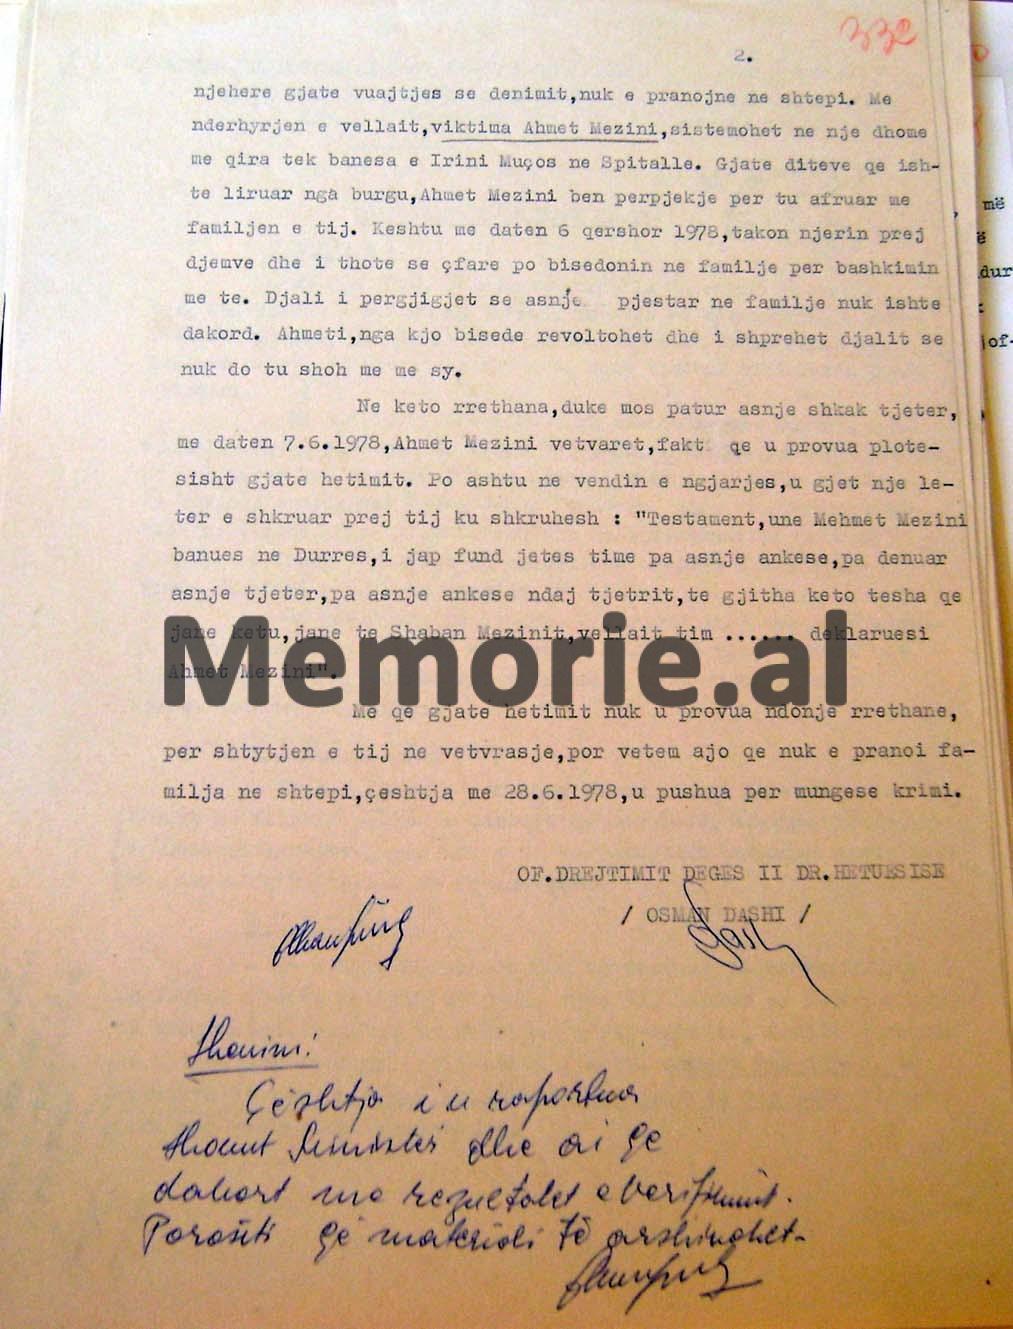 332
2.
njehere gjate vuajtjes se denimit,nuk e pranojne ne shtepi. Me
nderhyrjen e vellait,viktima Ahmet Mezini,sistemohet ne nje dhome
me qira tek banesa e Irini Muços ne Spitalle. Gjate diteve qe ish-
te liruar nga burgu,Ahmet Mezini ben perpjekje per tu afruar me
familjen e tij. Keshtu me daten 6 qershor 1978,takon njerin prej
djemve dhe i thote se çfare po bisedonin ne familje per bashkimin
me te. Djali i pergjigjet se asnje pjestar ne familje nuk ishte
dakord. Ahmeti,nga kjo bisede revoltohet dhe i shprehet djalit se
nuk do tu shoh me me sy.
Ne keto rrethana,duke mos patur asnje shkak tjeter,
me daten 7.6.1978,Ahmet Mezini vetvaret,fakt qe u provua plote-
sisht gjate hetimit. Po ashtu ne vendin e ngjarjes,u gjet nje le-
ter e shkruar prej tij ku shkruhesh : "Testament,une Mehmet Mezini
banues ne Durres,i jap fund jetes time pa asnje ankese,pa denuar
asnje tjeter,pa asnje ankese ndaj tjetrit,te gjitha keto tesha qe
jane ketu,jane te Shaban Mezinit,vellait tim ...... deklaruesi
Ahmet Mezini".
Memorie.al
Me qe gjate hetimit nuk u provua ndonje rrethane,
per shtytjen e tij ne vetvrasje,por vetem ajo qe nuk e pranoi fa-
milja ne shtepi,çeshtja me 28.6.1978,u pushua per mungese krimi.
OF.DREJTIMIT DEGES II DR.HETUESISE
/ OSMAN DASHI /
Shenim:
Çështja i u raportua
Shokut Ministër dhe ai qe
dakort me rezultatet e verifikimit.
Porositi që materiali të arshivohet.
më
dur
jof-